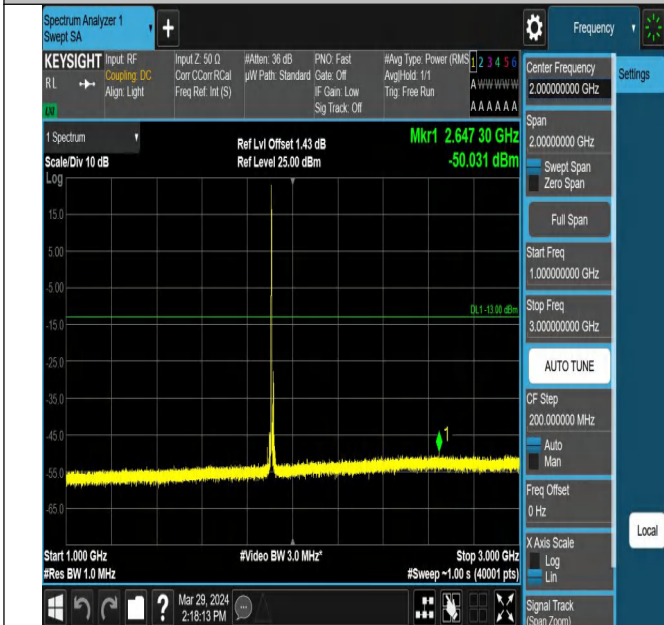 Spectrum Analyzer 1
Swept SA
+
Frequency
KEYSIGHT
RL
LXI
Input: RF
Coupling: DC
Align: Light
Input Z: 50 Ω
Corr CCorr RCal
Freq Ref: Int (S)
#Atten: 36 dB
µW Path: Standard
PNO: Fast
Gate: Off
IF Gain: Low
Sig Track: Off
#Avg Type: Power (RMS
Avg|Hold: 1/1
Trig: Free Run
1 2 3 4 5 6
A W W W W W
A A A A A A
1 Spectrum
Scale/Div 10 dB
Log
Ref Lvl Offset 1.43 dB
Ref Level 25.00 dBm
Mkr1 2.647 30 GHz
-50.031 dBm
15.0
5.00
-5.00
-15.0
-25.0
-35.0
-45.0
-55.0
-65.0
DL1 -13.00 dBm
1
Start 1.000 GHz
#Res BW 1.0 MHz
#Video BW 3.0 MHz*
Stop 3.000 GHz
#Sweep ~1.00 s (40001 pts)
Mar 29, 2024
2:18:13 PM
Center Frequency
2.00000000 GHz
Settings
Span
2.00000000 GHz
Swept Span
Zero Span
Full Span
Start Freq
1.000000000 GHz
Stop Freq
3.000000000 GHz
AUTO TUNE
CF Step
200.000000 MHz
Auto
Man
Freq Offset
0 Hz
X Axis Scale
Log
Lin
Local
Signal Track
(Span Zoom)